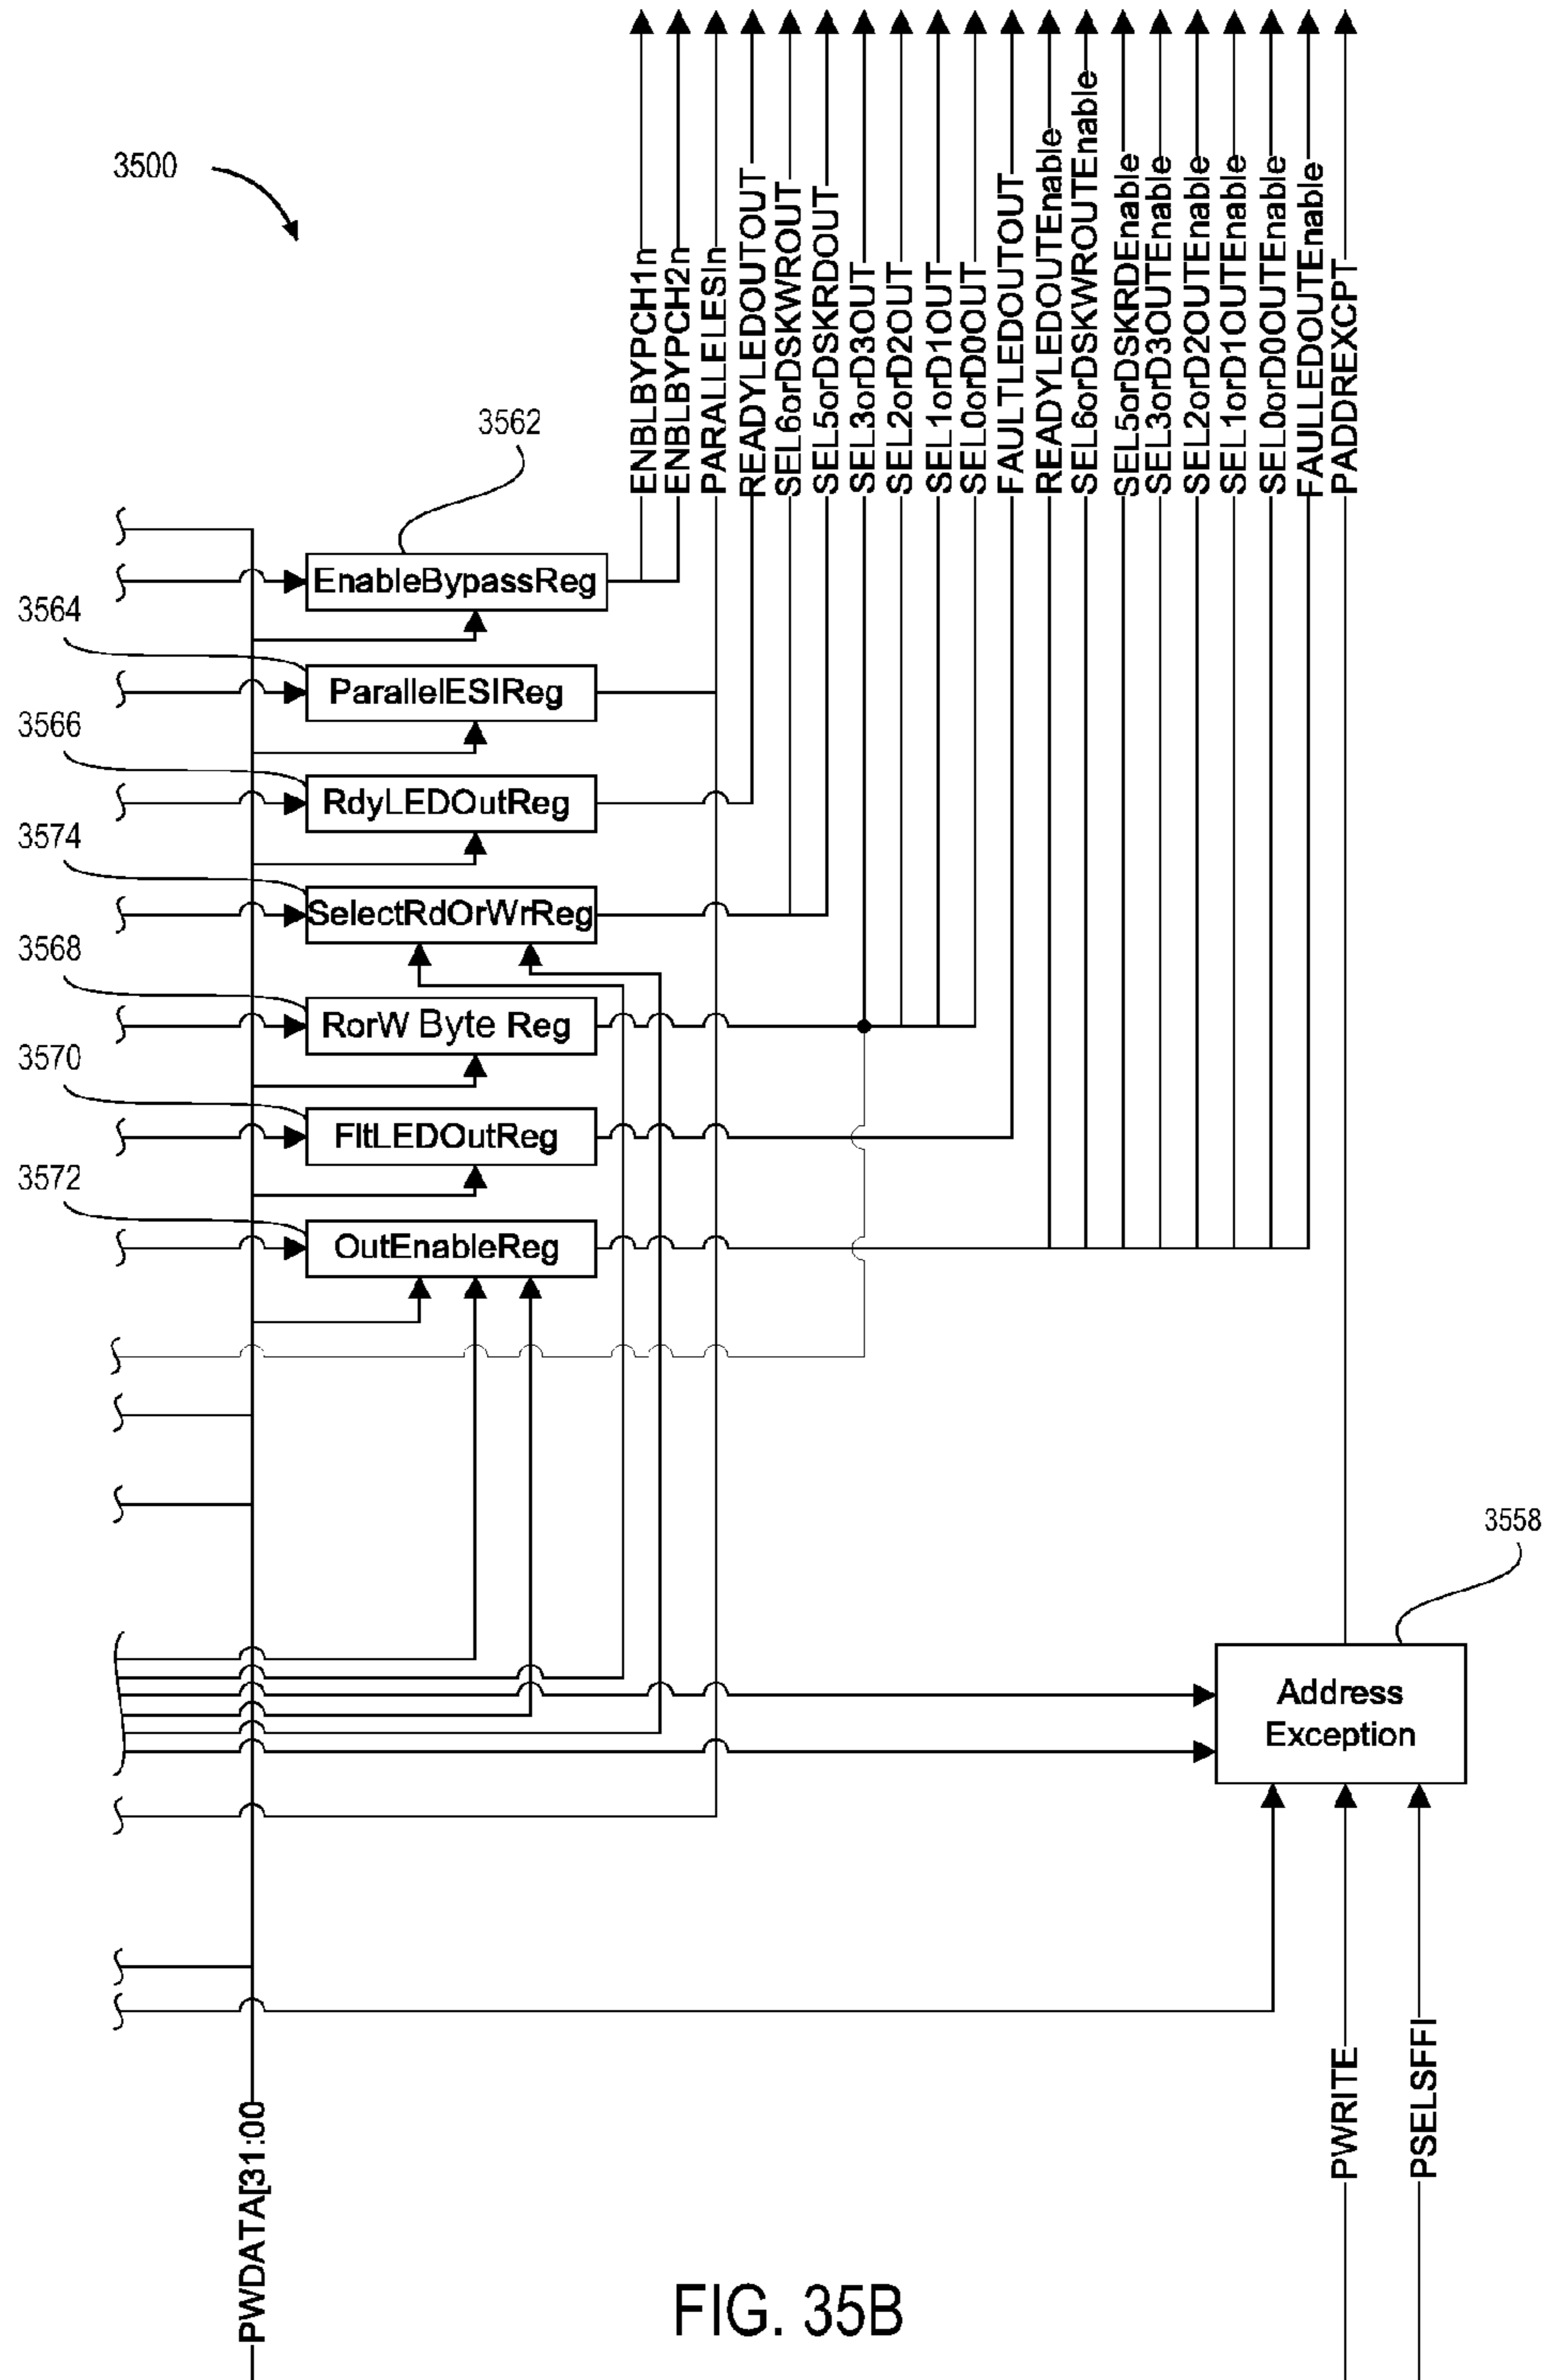 3500
ENBLBYPCH1n
ENBLBYPCH2n
PARALLELESIn
READYLEDOUTOUT
SEL6orDSKWROUT
SEL5orDSKRDOUT
SEL3orD3OUT
SEL2orD2OUT
SEL1orD1OUT
SEL0orD0OUT
FAULTLEDOUTOUT
READYLEDOUTEnable
SEL6orDSKWROUTEnable
SEL5orDSKRDEnable
SEL3orD3OUTEnable
SEL2orD2OUTEnable
SEL1orD1OUTEnable
SEL0orD0OUTEnable
FAULLEDOUTEnable
PADDREXCPT
3562
EnableBypassReg
3564
ParallelESIReg
3566
RdyLEDOutReg
3574
SelectRdOrWrReg
3568
RorW Byte Reg
3570
FltLEDOutReg
3572
OutEnableReg
3558
Address
Exception
PWDATA[31:00
PWRITE
PSELSFFI
FIG. 35B